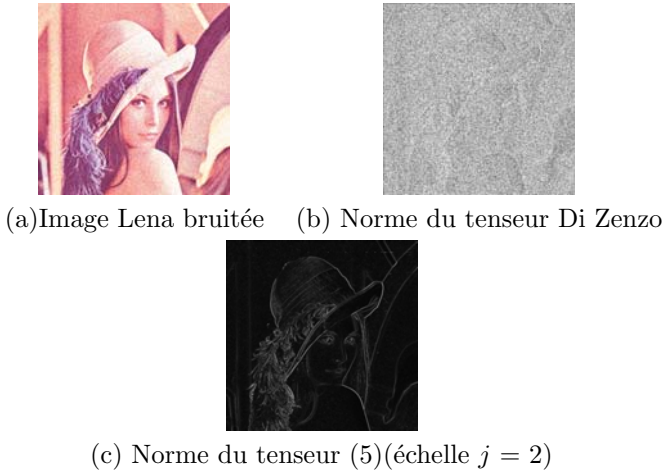 (a)Image Lena bruitée
(b) Norme du tenseur Di Zenzo
(c) Norme du tenseur (5)(échelle j = 2)